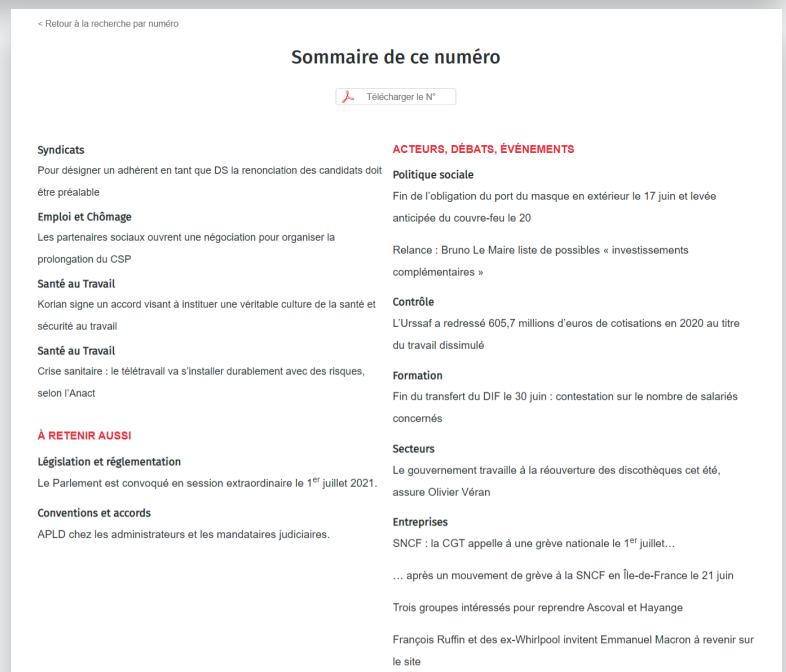 < Retour à la recherche par numéro
Sommaire de ce numéro
Télécharger le N°
Syndicats
Pour désigner un adhérent en tant que DS la renonciation des candidats doit
être préalable
Emploi et Chômage
Les partenaires sociaux ouvrent une négociation pour organiser la
prolongation du CSP
Santé au Travail
Korian signe un accord visant à instituer une véritable culture de la santé et
sécurité au travail
Santé au Travail
Crise sanitaire : le télétravail va s'installer durablement avec des risques,
selon l'Anact
À RETENIR AUSSI
Législation et réglementation
Le Parlement est convoqué en session extraordinaire le 1er juillet 2021.
Conventions et accords
APLD chez les administrateurs et les mandataires judiciaires.
ACTEURS, DÉBATS, ÉVÉNEMENTS
Politique sociale
Fin de l'obligation du port du masque en extérieur le 17 juin et levée
anticipée du couvre-feu le 20
Relance : Bruno Le Maire liste de possibles « investissements
complémentaires »
Contrôle
L'Urssaf a redressé 605,7 millions d'euros de cotisations en 2020 au titre
du travail dissimulé
Formation
Fin du transfert du DIF le 30 juin : contestation sur le nombre de salariés
concernés
Secteurs
Le gouvernement travaille à la réouverture des discothèques cet été,
assure Olivier Véran
Entreprises
SNCF : la CGT appelle à une grève nationale le 1er juillet…
… après un mouvement de grève à la SNCF en Île-de-France le 21 juin
Trois groupes intéressés pour reprendre Ascoval et Hayange
François Ruffin et des ex-Whirlpool invitent Emmanuel Macron à revenir sur
le site